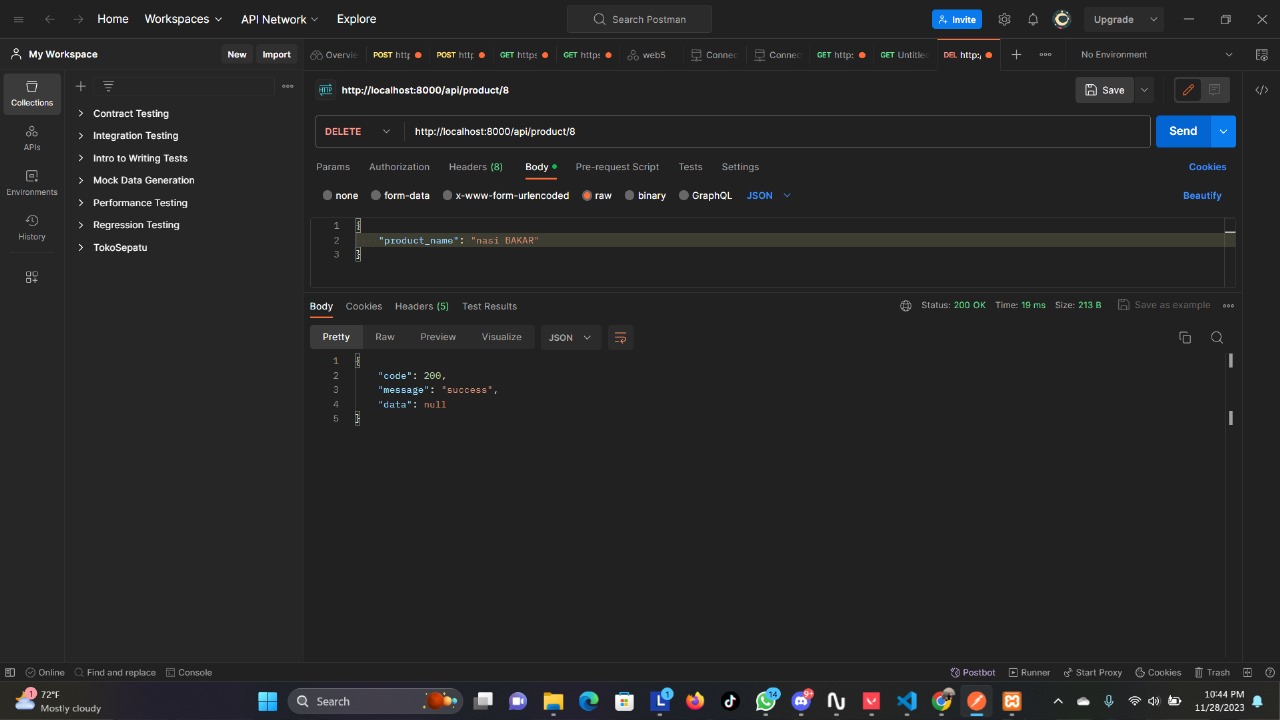 Home Workspaces API Network Explore Search Postman Invite Upgrade
My Workspace New Import Overvie POST http POST http GET https GET https web5 Connec Connec GET http: GET Untitled DEL http:/ No Environment
Collections
APIs
Environments
History
Contract Testing
Integration Testing
Intro to Writing Tests
Mock Data Generation
Performance Testing
Regression Testing
TokoSepatu
HTTP http://localhost:8000/api/product/8 Save
DELETE http://localhost:8000/api/product/8 Send
Params Authorization Headers (8) Body Pre-request Script Tests Settings Cookies
none form-data x-www-form-urlencoded raw binary GraphQL JSON Beautify
1 {
2 "product_name": "nasi BAKAR"
3 }
Body Cookies Headers (5) Test Results Status: 200 OK Time: 19 ms Size: 213 B Save as example
Pretty Raw Preview Visualize JSON
1 {
2 "code": 200,
3 "message": "success",
4 "data": null
5 }
Online Find and replace Console Postbot Runner Start Proxy Cookies Trash
1 72°F
Mostly cloudy
Search 1 14 9+
10:44 PM
11/28/2023